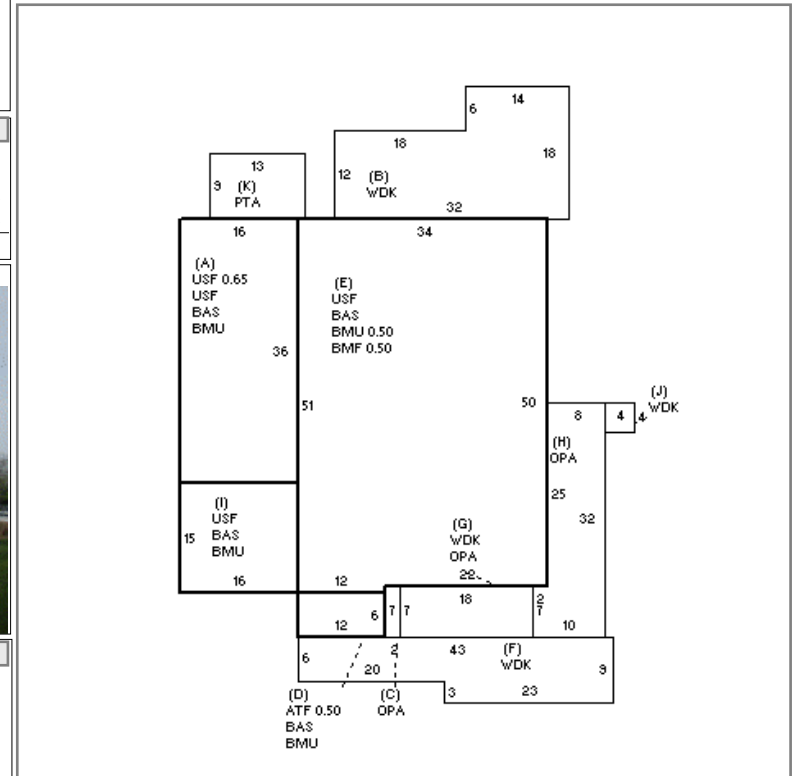 14
6
18
18
13
9
(K)
PTA
12
(B)
WDK
32
16
34
(A)
USF 0.65
USF
BAS
BMU
(E)
USF
BAS
BMU 0.50
BMF 0.50
36
51
50
(J)
WDK
8
4
4
(H)
OPA
25
32
(I)
USF
BAS
BMU
15
16
12
(G)
WDK
OPA
22
18
2
7
6
7
7
12
10
6
2
43
(F)
WDK
9
20
3
23
(D)
ATF 0.50
BAS
BMU
(C)
OPA